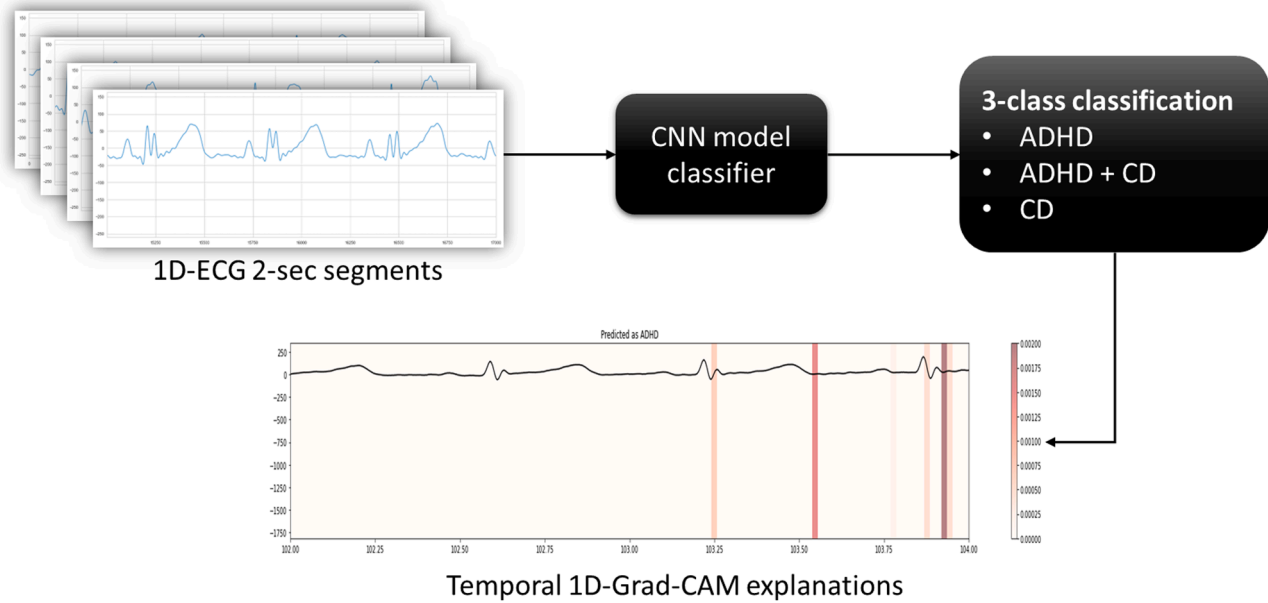 1D-ECG 2-sec segments
CNN model
classifier
3-class classification
• ADHD
• ADHD + CD
• CD
Predicted as ADHD
250
0
−250
−500
−750
−1000
−1250
−1500
−1750
102.00 102.25 102.50 102.75 103.00 103.25 103.50 103.75 104.00
0.00200
0.00175
0.00150
0.00125
0.00100
0.00075
0.00050
0.00025
0.00000
Temporal 1D-Grad-CAM explanations